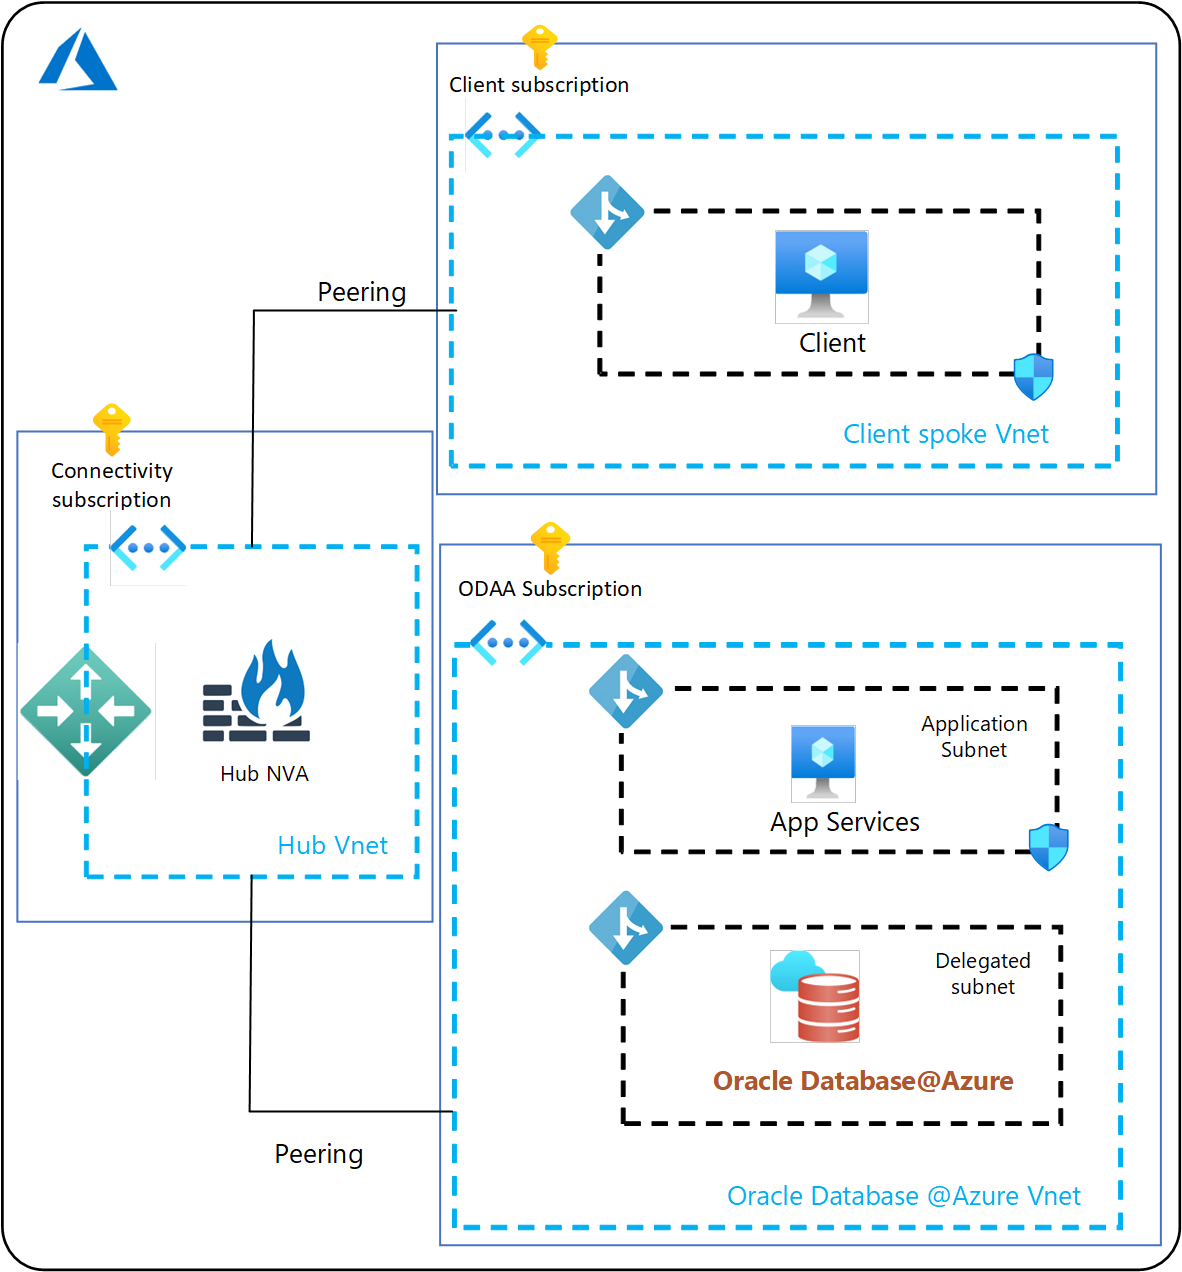 Client subscription
Client
Client spoke Vnet
Peering
Connectivity
subscription
Hub NVA
Hub Vnet
Peering
ODAA Subscription
Application
Subnet
App Services
Delegated
subnet
Oracle Database@Azure
Oracle Database @Azure Vnet